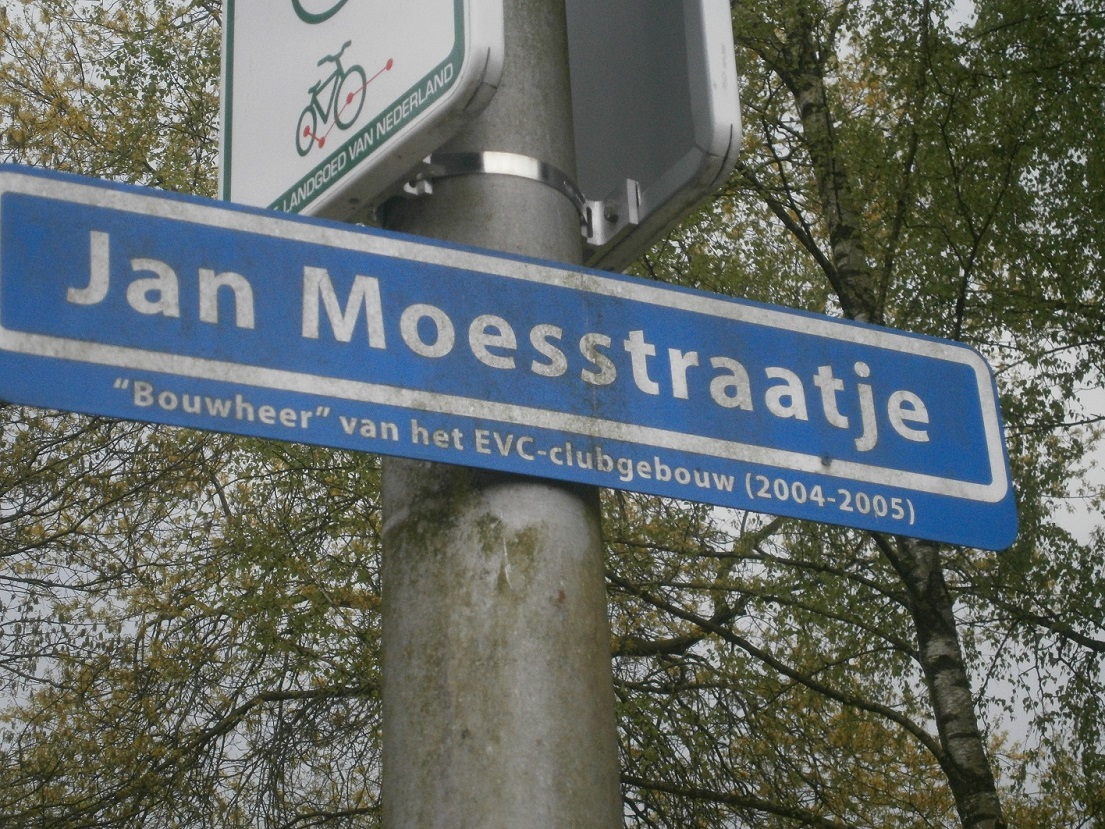 LANDGOED VAN NEDERLAND
Jan Moesstraatje
“Bouwheer” van het EVC-clubgebouw (2004-2005)